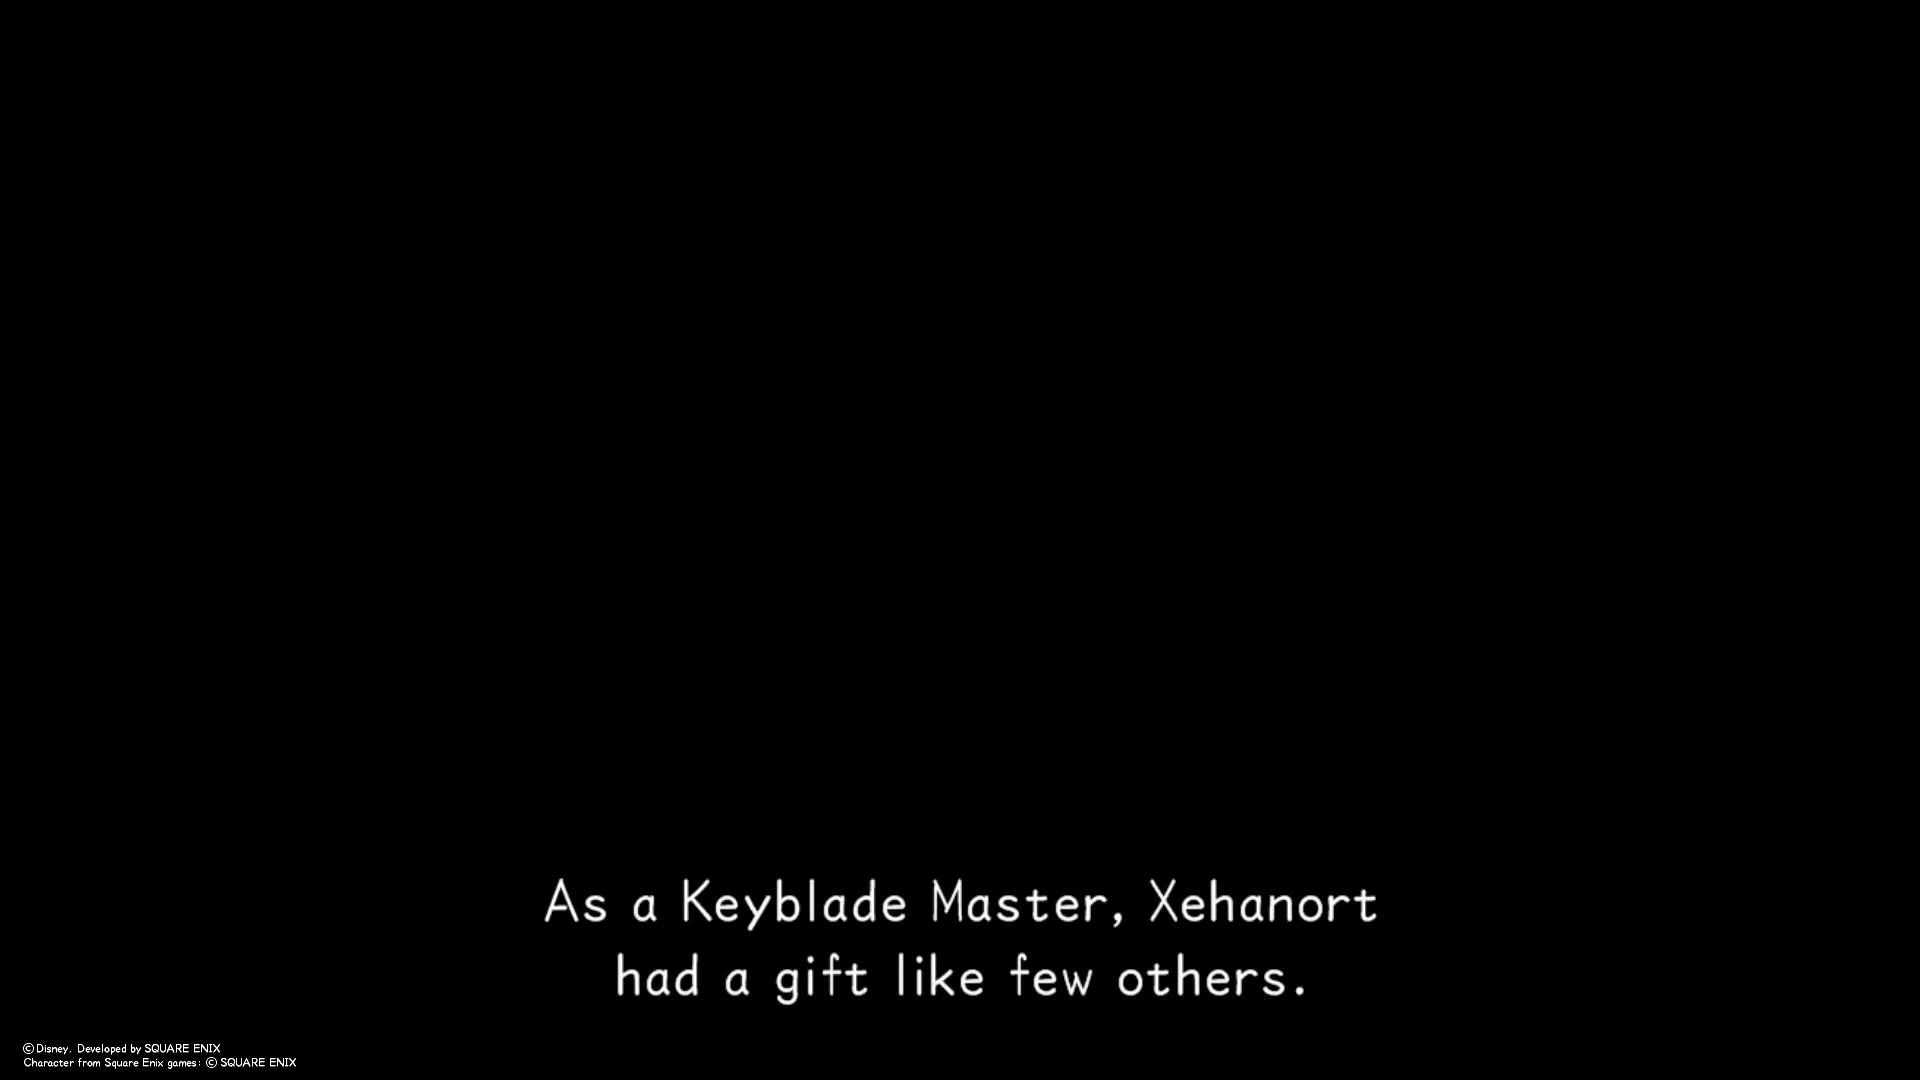 As a Keyblade Master, Xehanort
had a gift like few others.
©Disney. Developed by SQUARE ENIX
Character from Square Enix games: © SQUARE ENIX